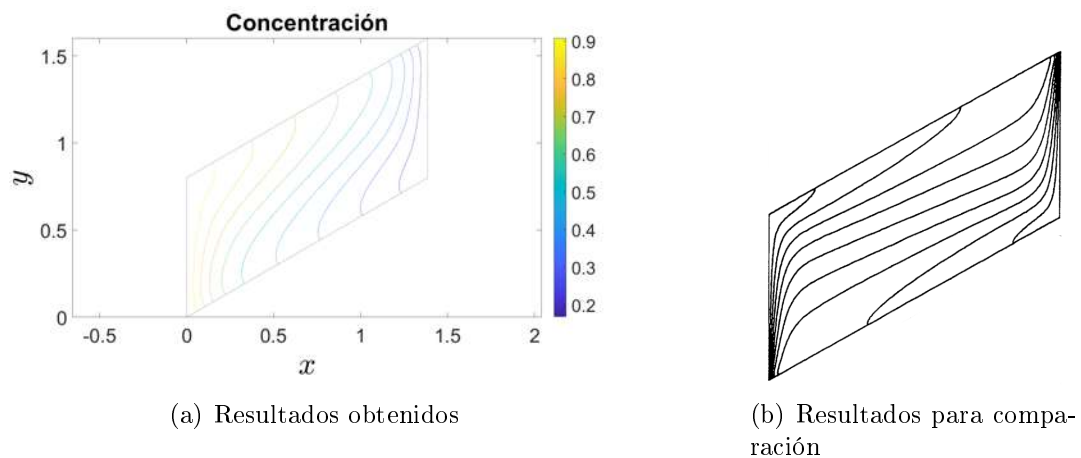 Concentración
1.5
1
0.5
0
y
-0.5 0 0.5 1 1.5 2
x
0.9
0.8
0.7
0.6
0.5
0.4
0.3
0.2
(a) Resultados obtenidos
(b) Resultados para compa-
ración